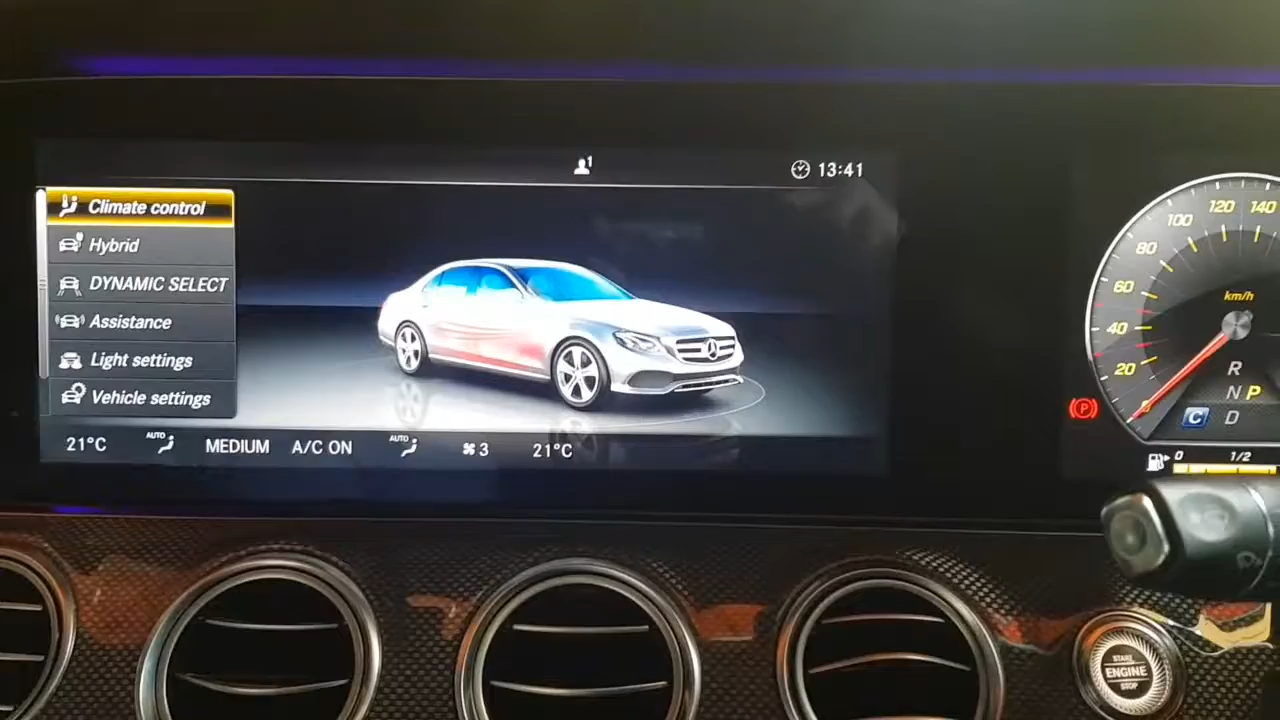 1
13:41
Climate control
Hybrid
DYNAMIC SELECT
Assistance
Light settings
Vehicle settings
21°C
AUTO
MEDIUM
A/C ON
AUTO
3
21°C
140
120
100
80
60
40
20
km/h
R
N P
D
C
P
0
1/2
START
ENGINE
STOP